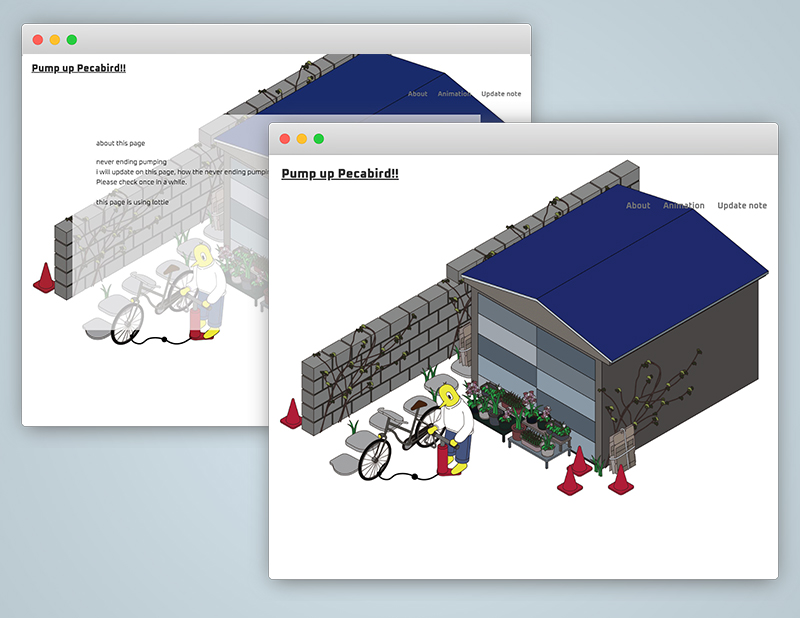 Pump up Pecabird!!
About Animation Update note
about this page
never ending pumping
i will update on this page, how the never ending pumpin
Please check once in a while.
this page is using lottie
Pump up Pecabird!!
About Animation Update note